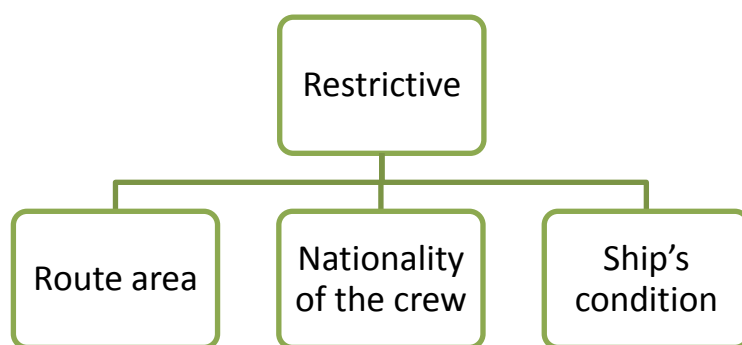 Restrictive
Route area
Nationality
of the crew
Ship’s
condition